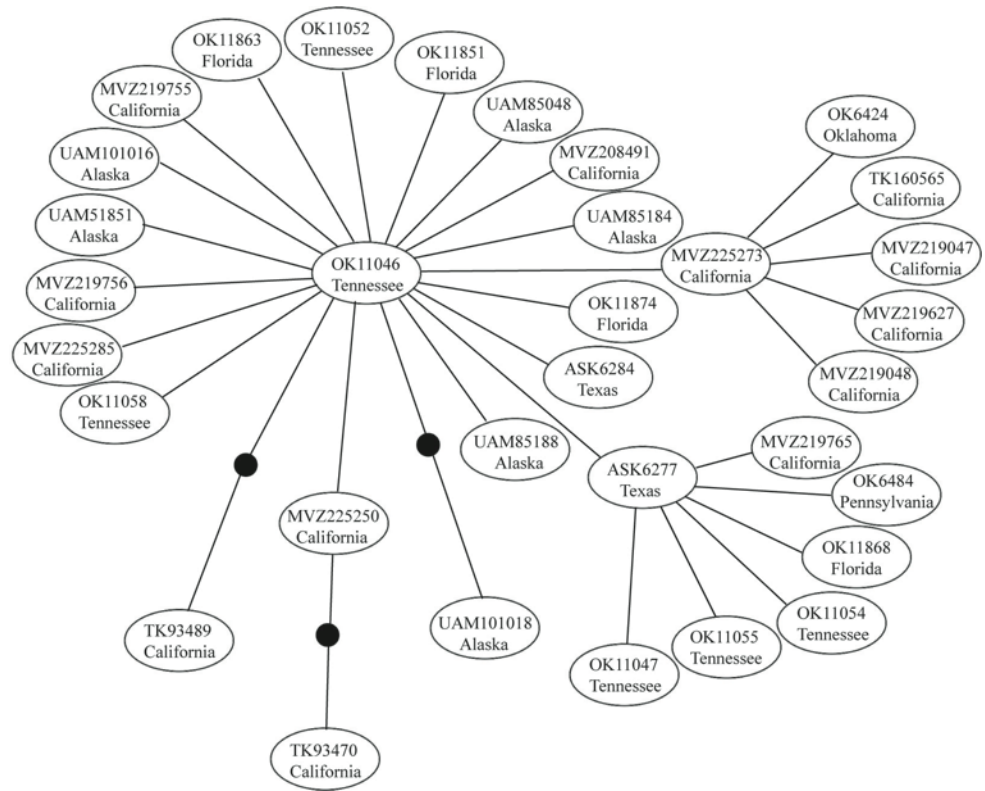 OK11052
Tennessee
OK11863
Florida
OK11851
Florida
MVZ219755
California
UAM85048
Alaska
OK6424
Oklahoma
UAM101016
Alaska
MVZ208491
California
TK160565
California
UAM51851
Alaska
UAM85184
Alaska
MVZ219047
California
OK11046
Tennessee
MVZ225273
California
MVZ219756
California
OK11874
Florida
MVZ219627
California
MVZ225285
California
ASK6284
Texas
MVZ219048
California
OK11058
Tennessee
UAM85188
Alaska
MVZ219765
California
ASK6277
Texas
OK6484
Pennsylvania
MVZ225250
California
OK11868
Florida
TK93489
California
UAM101018
Alaska
OK11054
Tennessee
OK11055
Tennessee
OK11047
Tennessee
TK93470
California